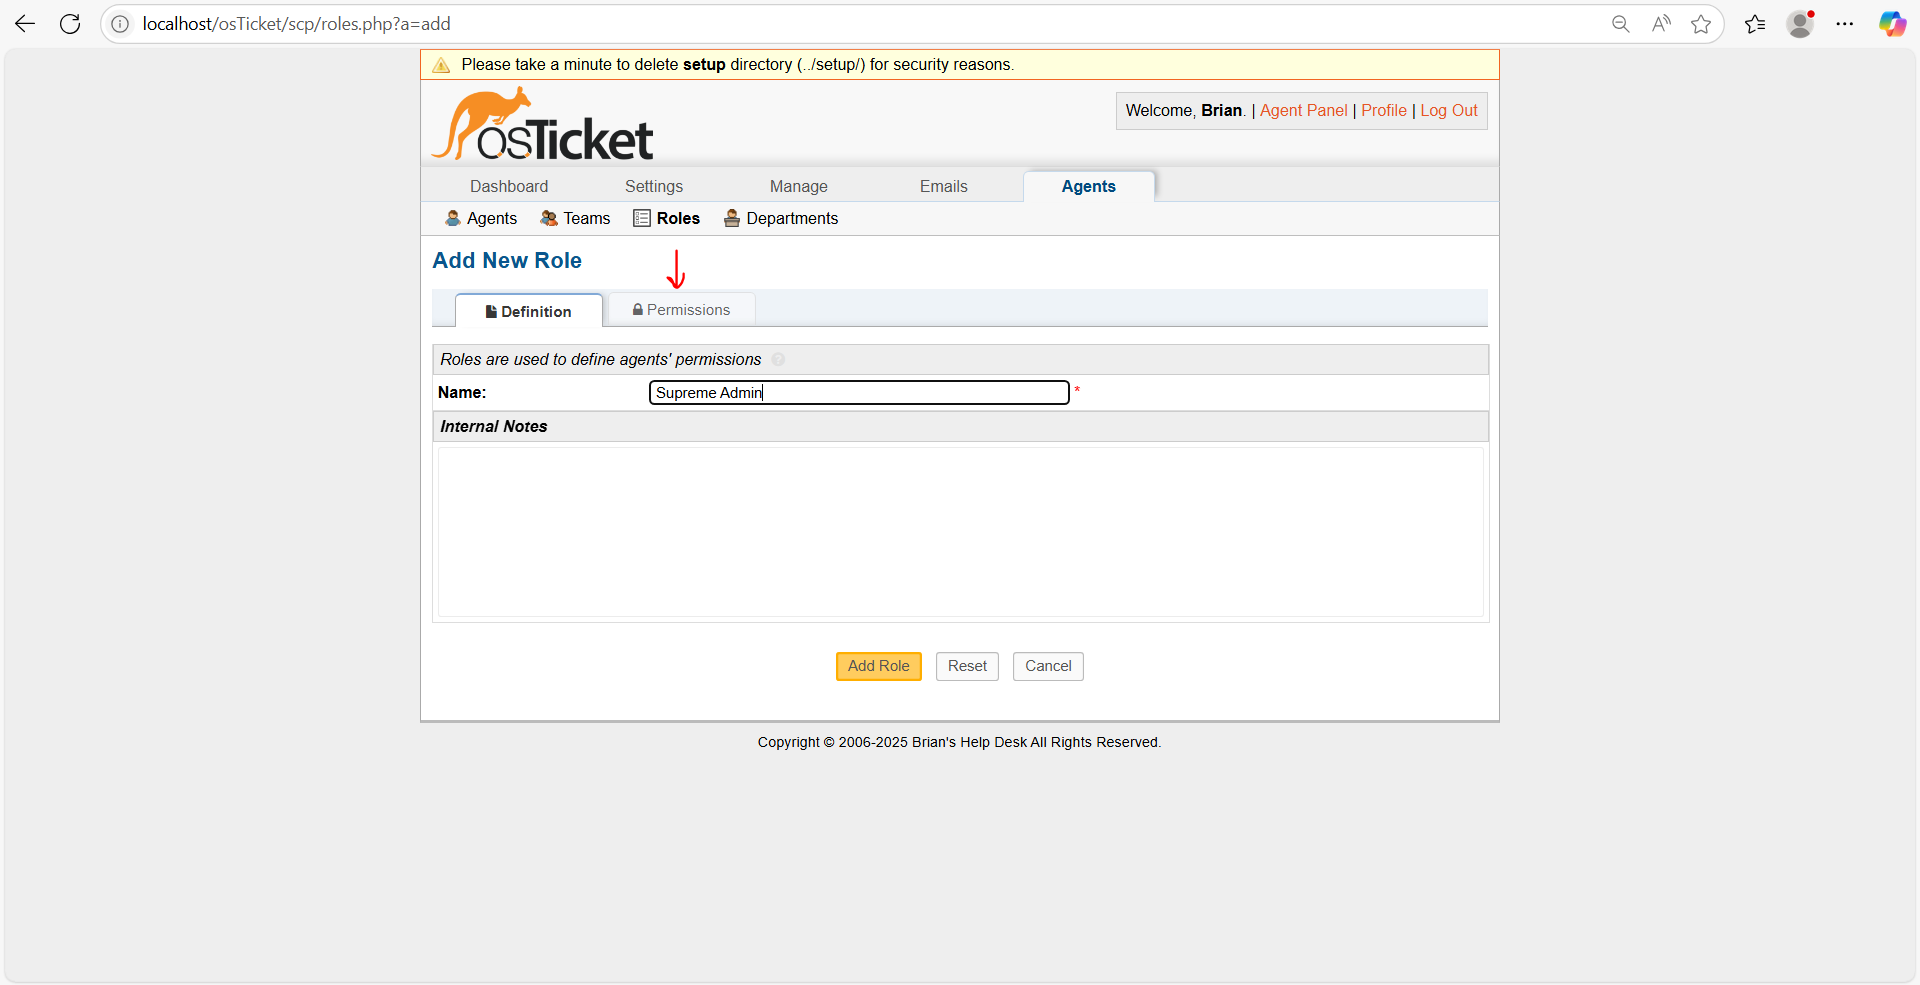 localhost/osTicket/scp/roles.php?a=add
Please take a minute to delete setup directory (../setup/) for security reasons.
osTicket
Welcome, Brian. | Agent Panel | Profile | Log Out
Dashboard Settings Manage Emails Agents
Agents Teams Roles Departments
Add New Role
Definition Permissions
Roles are used to define agents' permissions ?
Name: Supreme Admin *
Internal Notes
Add Role Reset Cancel
Copyright © 2006-2025 Brian's Help Desk All Rights Reserved.